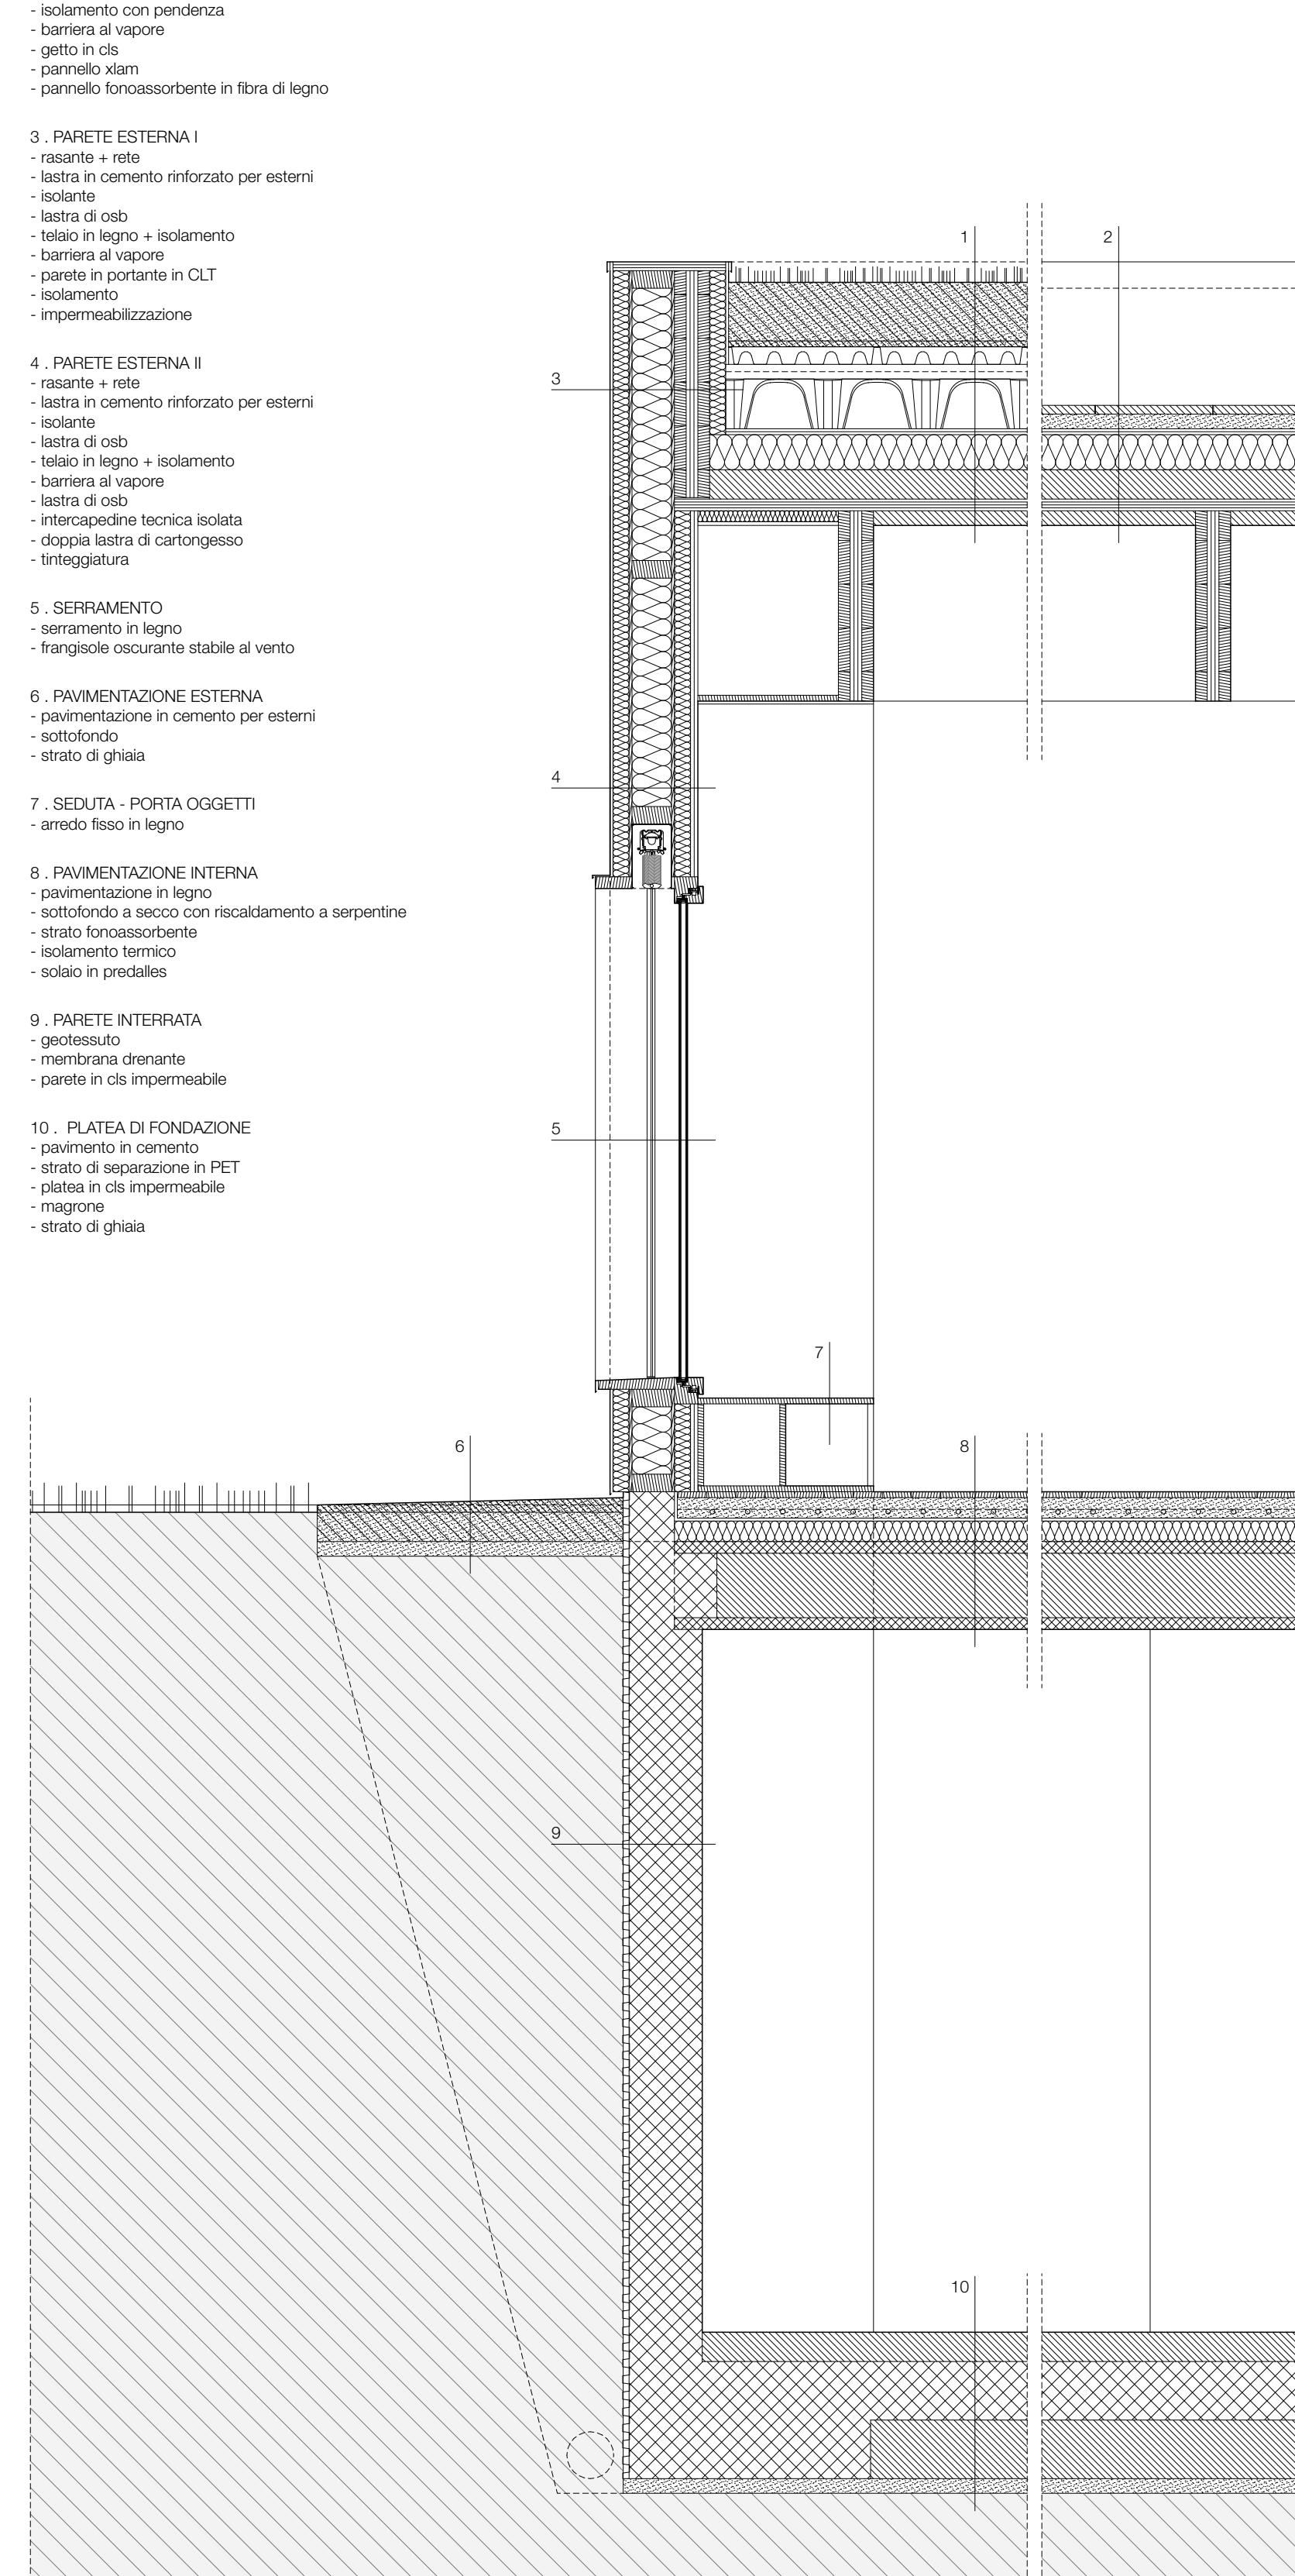 - isolamento con pendenza
- barriera al vapore
- getto in cls
- pannello xlam
- pannello fonoassorbente in fibra di legno
3 . PARETE ESTERNA I
- rasante + rete
- lastra in cemento rinforzato per esterni
- isolante
- lastra di osb
- telaio in legno + isolamento
- barriera al vapore
- parete in portante in CLT
- isolamento
- impermeabilizzazione
4 . PARETE ESTERNA II
- rasante + rete
- lastra in cemento rinforzato per esterni
- isolante
- lastra di osb
- telaio in legno + isolamento
- barriera al vapore
- lastra di osb
- intercapedine tecnica isolata
- doppia lastra di cartongesso
- tinteggiatura
5 . SERRAMENTO
- serramento in legno
- frangisole oscurante stabile al vento
6 . PAVIMENTAZIONE ESTERNA
- pavimentazione in cemento per esterni
- sottofondo
- strato di ghiaia
7 . SEDUTA - PORTA OGGETTI
- arredo fisso in legno
8 . PAVIMENTAZIONE INTERNA
- pavimentazione in legno
- sottofondo a secco con riscaldamento a serpentine
- strato fonoassorbente
- isolamento termico
- solaio in predalles
9 . PARETE INTERRATA
- geotessuto
- membrana drenante
- parete in cls impermeabile
10 . PLATEA DI FONDAZIONE
- pavimento in cemento
- strato di separazione in PET
- platea in cls impermeabile
- magrone
- strato di ghiaia
1
2
3
4
5
7
6
8
9
10